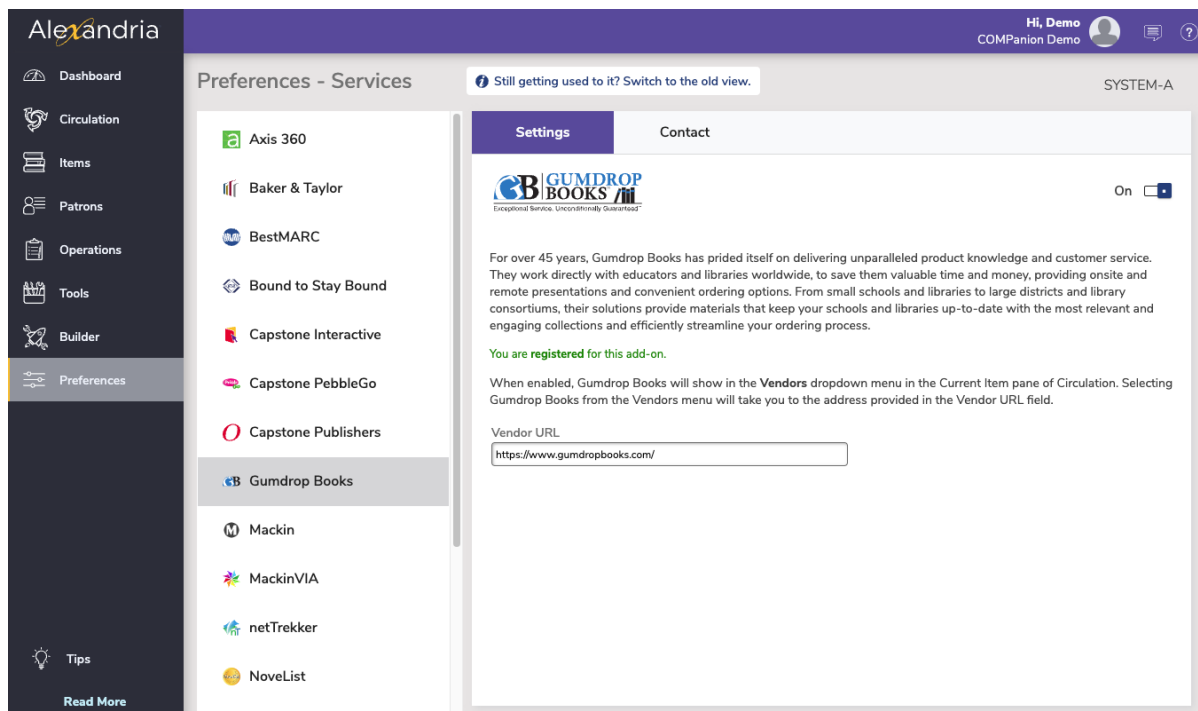 Alexandria
Hi, Demo
COMPanion Demo
Dashboard
Circulation
Items
Patrons
Operations
Tools
Builder
Preferences
Tips
Read More
Preferences - Services
Still getting used to it? Switch to the old view.
SYSTEM-A
Axis 360
Baker & Taylor
BestMARC
Bound to Stay Bound
Capstone Interactive
Capstone PebbleGo
Capstone Publishers
Gumdrop Books
Mackin
MackinVIA
netTrekker
NoveList
Settings
Contact
GB GUMDROP
BOOKS
Exceptional Service. Unconditionally Guaranteed™
On
For over 45 years, Gumdrop Books has prided itself on delivering unparalleled product knowledge and customer service.
They work directly with educators and libraries worldwide, to save them valuable time and money, providing onsite and
remote presentations and convenient ordering options. From small schools and libraries to large districts and library
consortiums, their solutions provide materials that keep your schools and libraries up-to-date with the most relevant and
engaging collections and efficiently streamline your ordering process.
You are registered for this add-on.
When enabled, Gumdrop Books will show in the Vendors dropdown menu in the Current Item pane of Circulation. Selecting
Gumdrop Books from the Vendors menu will take you to the address provided in the Vendor URL field.
Vendor URL
https://www.gumdropbooks.com/